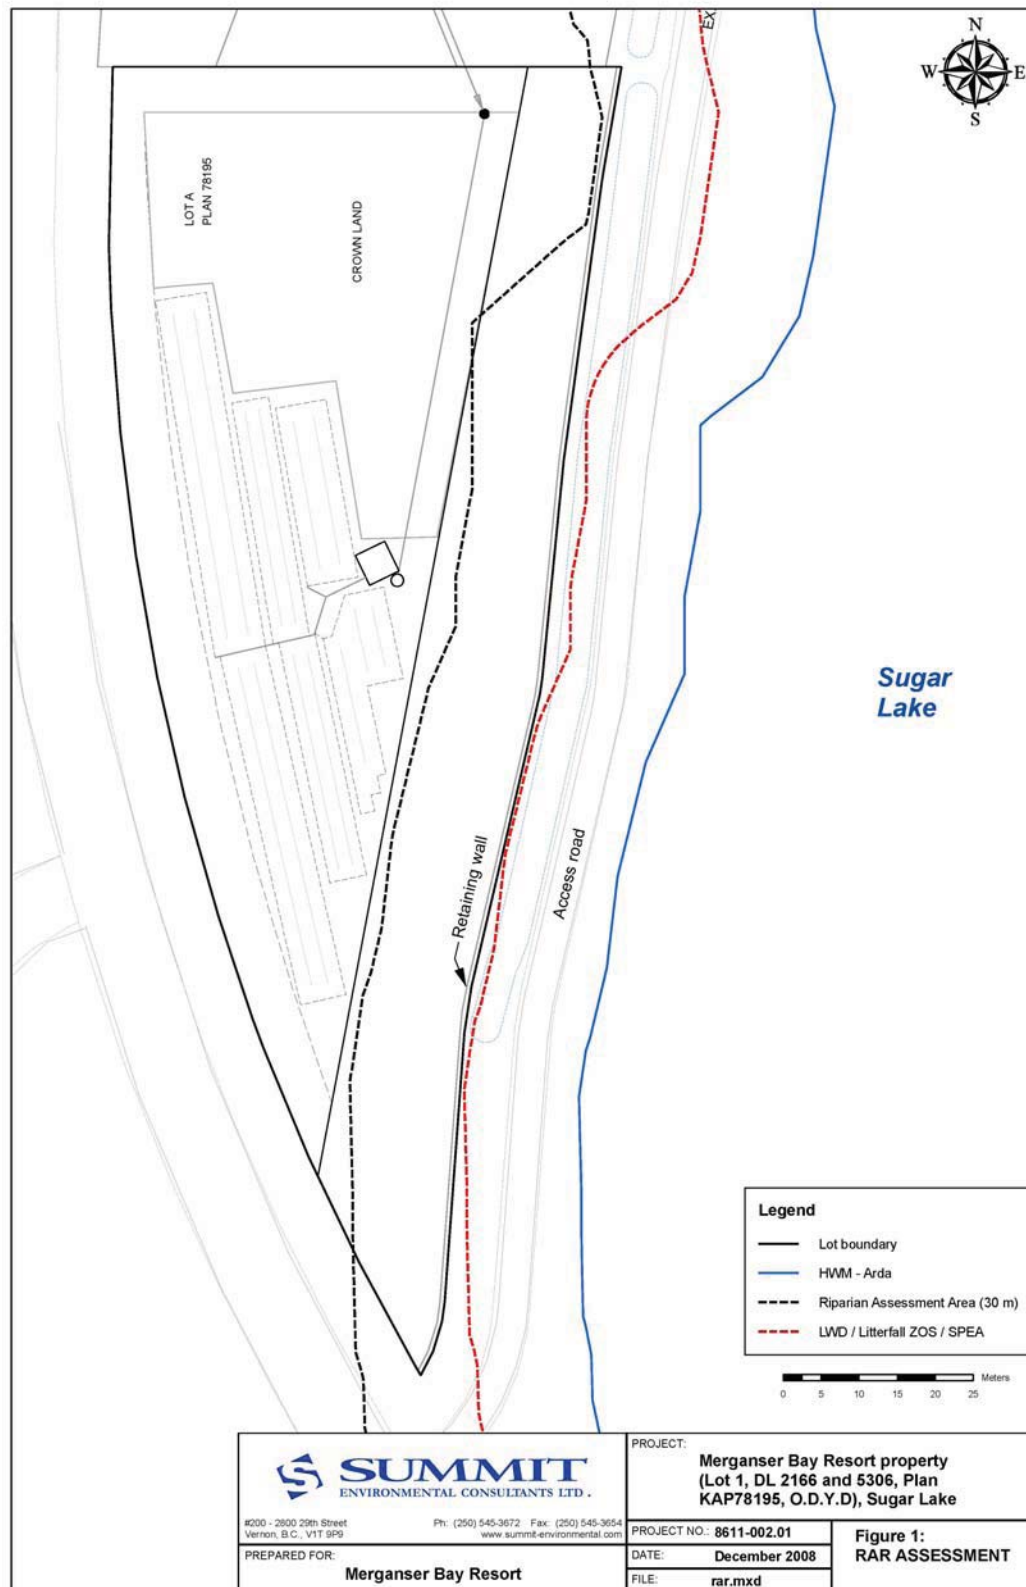 N
W E
S
EX
LOT A
PLAN 78195
CROWN LAND
Sugar
Lake
Retaining wall
Access road
Legend
Lot boundary
HWM - Arda
Riparian Assessment Area (30 m)
LWD / Litterfall ZOS / SPEA
Meters
0 5 10 15 20 25
SUMMIT
ENVIRONMENTAL CONSULTANTS LTD.
#200 - 2800 29th Street Ph: (250) 545-3672 Fax: (250) 545-3654
Vernon, B.C., V1T 9P9 www.summit-environmental.com
PREPARED FOR:
Merganser Bay Resort
PROJECT:
Merganser Bay Resort property
(Lot 1, DL 2166 and 5306, Plan
KAP78195, O.D.Y.D), Sugar Lake
PROJECT NO.: 8611-002.01
DATE: December 2008
FILE: rar.mxd
Figure 1:
RAR ASSESSMENT